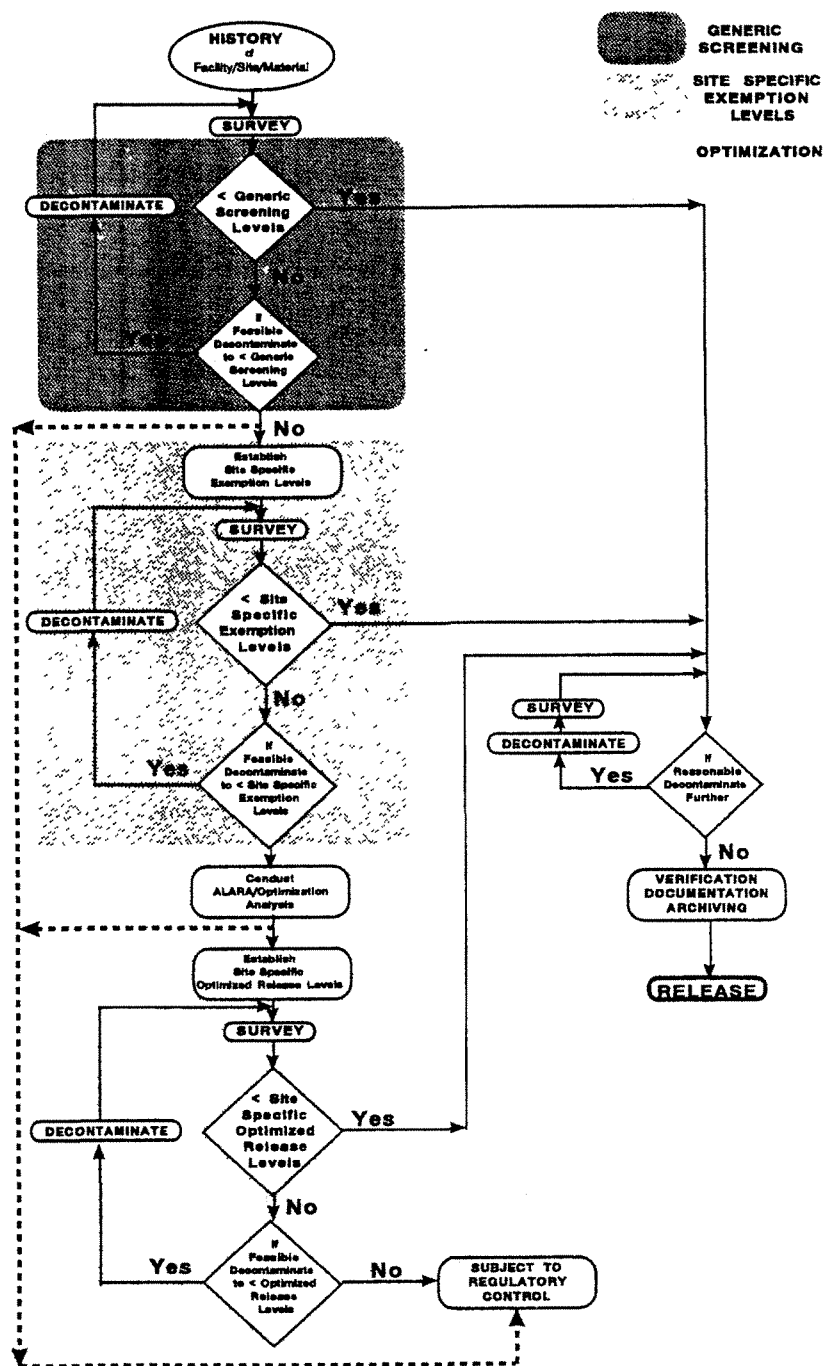 HISTORY
of
Facility/Site/Material
GENERIC
SCREENING
SITE SPECIFIC
EXEMPTION
LEVELS
OPTIMIZATION
SURVEY
DECONTAMINATE
< Generic
Screening
Levels
Yes
No
If
Feasible
Decontaminate
to < Generic
Screening
Levels
Yes
No
Establish
Site Specific
Exemption Levels
SURVEY
DECONTAMINATE
< Site
Specific
Exemption
Levels
Yes
No
If
Feasible
Decontaminate
to < Site Specific
Exemption
Levels
Yes
Conduct
ALARA/Optimization
Analysis
Establish
Site Specific
Optimized Release Levels
SURVEY
DECONTAMINATE
< Site
Specific
Optimized
Release
Levels
Yes
No
If
Feasible
Decontaminate
to < Optimized
Release
Levels
Yes
No
SUBJECT TO
REGULATORY
CONTROL
SURVEY
DECONTAMINATE
Yes
If
Reasonable
Decontaminate
Further
No
VERIFICATION
DOCUMENTATION
ARCHIVING
RELEASE